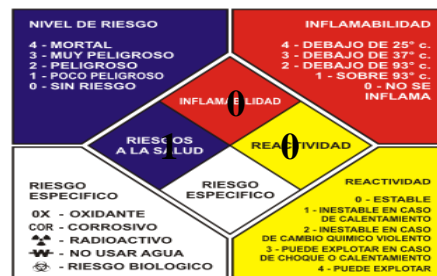 NIVEL DE RIESGO
4 - MORTAL
3 - MUY PELIGROSO
2 - PELIGROSO
1 - POCO PELIGROSO
0 - SIN RIESGO
INFLAMABILIDAD
4 - DEBAJO DE 25° c.
3 - DEBAJO DE 37° c.
2 - DEBAJO DE 93° c.
1 - SOBRE 93° c.
0 - NO SE
INFLAMA
INFLAMABILIDAD
0
RIESGOS
A LA SALUD
1
REACTIVIDAD
0
RIESGO
ESPECIFICO
RIESGO
ESPECIFICO
OX - OXIDANTE
COR - CORROSIVO
- RADIOACTIVO
W - NO USAR AGUA
- RIESGO BIOLOGICO
REACTIVIDAD
0 - ESTABLE
1 - INESTABLE EN CASO
DE CALENTAMIENTO
2 - INESTABLE EN CASO
DE CAMBIO QUIMICO VIOLENTO
3 - PUEDE EXPLOTAR EN CASO
DE CHOQUE O CALENTAMIENTO
4 - PUEDE EXPLOTAR